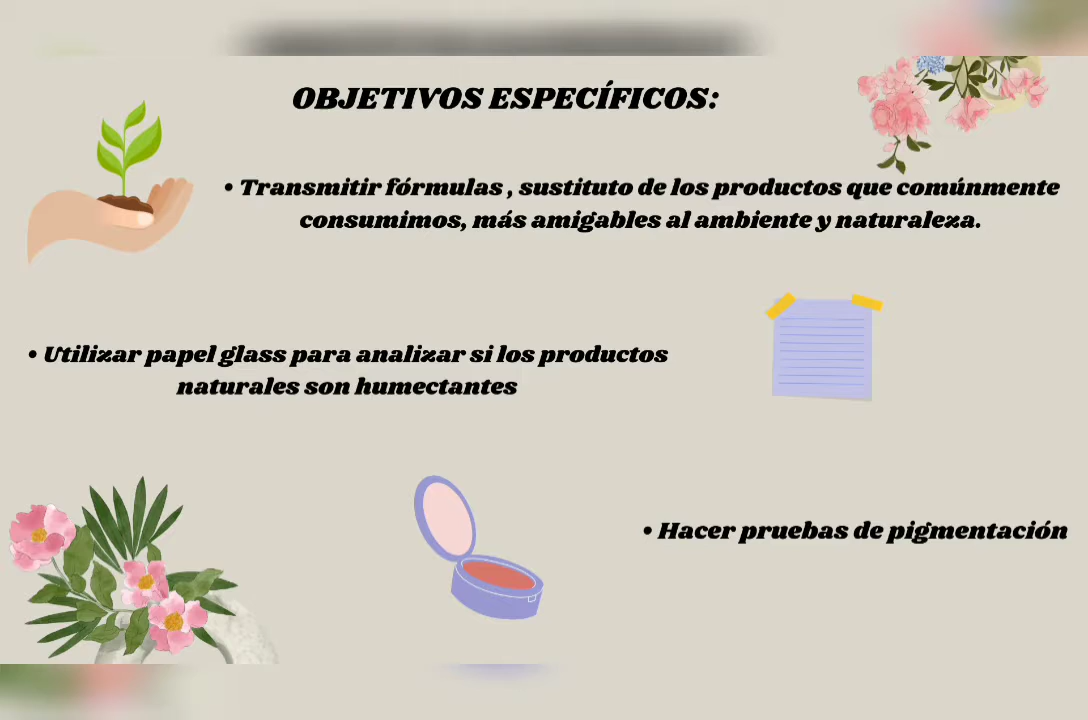 OBJETIVOS ESPECÍFICOS:
• Transmitir fórmulas , sustituto de los productos que comúnmente
consumimos, más amigables al ambiente y naturaleza.
• Utilizar papel glass para analizar si los productos
naturales son humectantes
• Hacer pruebas de pigmentación